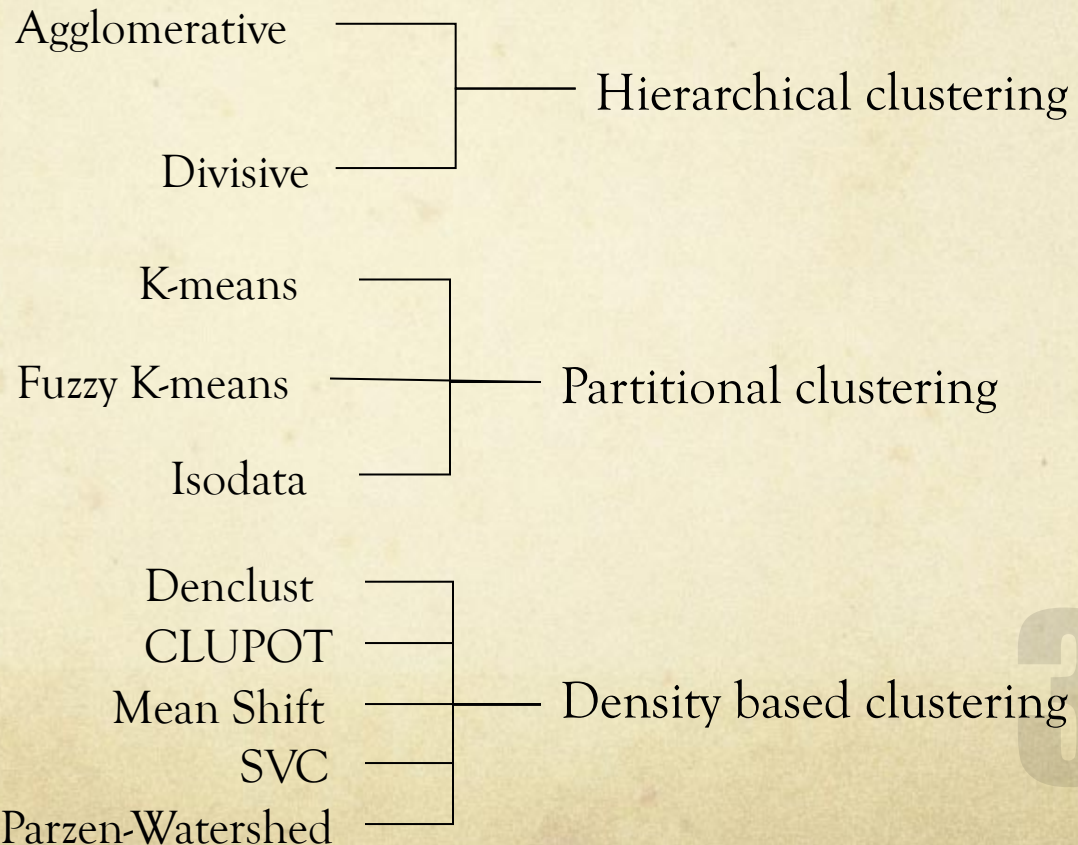 Agglomerative
Hierarchical clustering
Divisive
K-means
Fuzzy K-means
Partitional clustering
Isodata
Denclust
CLUPOT
Mean Shift
Density based clustering
SVC
Parzen-Watershed
3